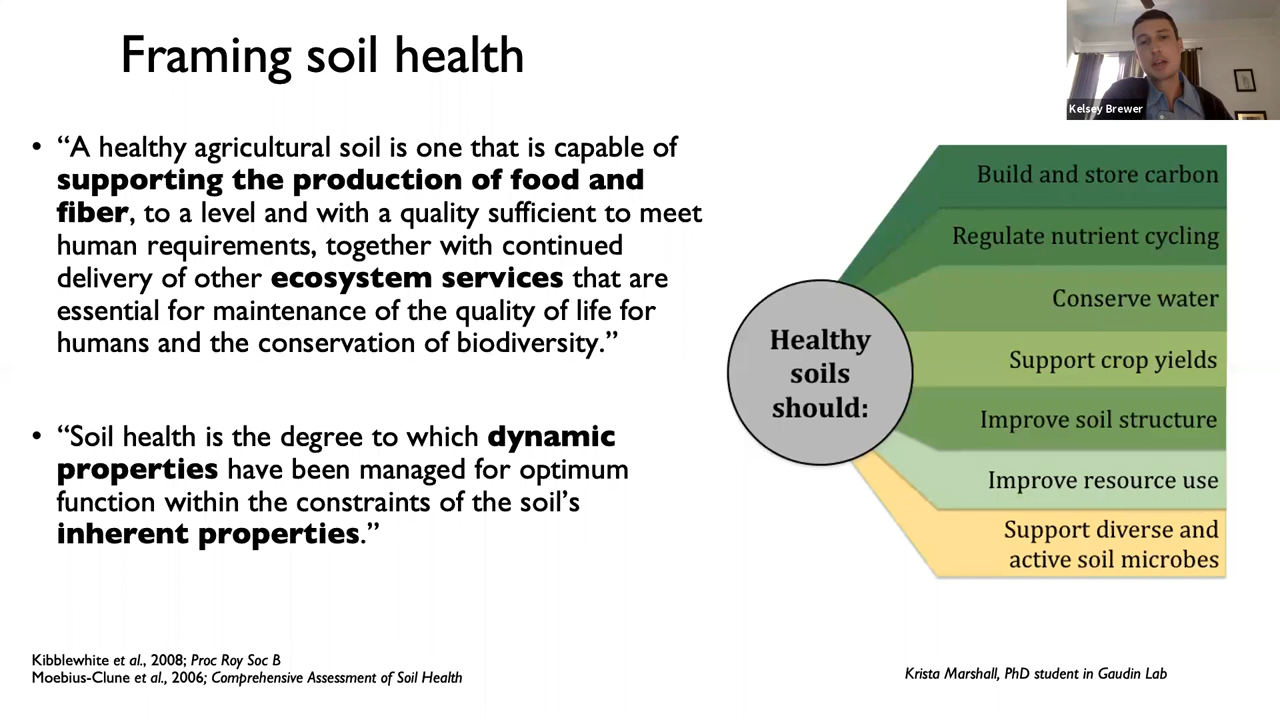 Framing soil health
Kelsey Brewer
• “A healthy agricultural soil is one that is capable of
supporting the production of food and
fiber, to a level and with a quality sufficient to meet
human requirements, together with continued
delivery of other ecosystem services that are
essential for maintenance of the quality of life for
humans and the conservation of biodiversity.”
• “Soil health is the degree to which dynamic
properties have been managed for optimum
function within the constraints of the soil’s
inherent properties.”
Healthy
soils
should:
Build and store carbon
Regulate nutrient cycling
Conserve water
Support crop yields
Improve soil structure
Improve resource use
Support diverse and
active soil microbes
Kibblewhite et al., 2008; Proc Roy Soc B
Moebius-Clune et al., 2006; Comprehensive Assessment of Soil Health
Krista Marshall, PhD student in Gaudin Lab